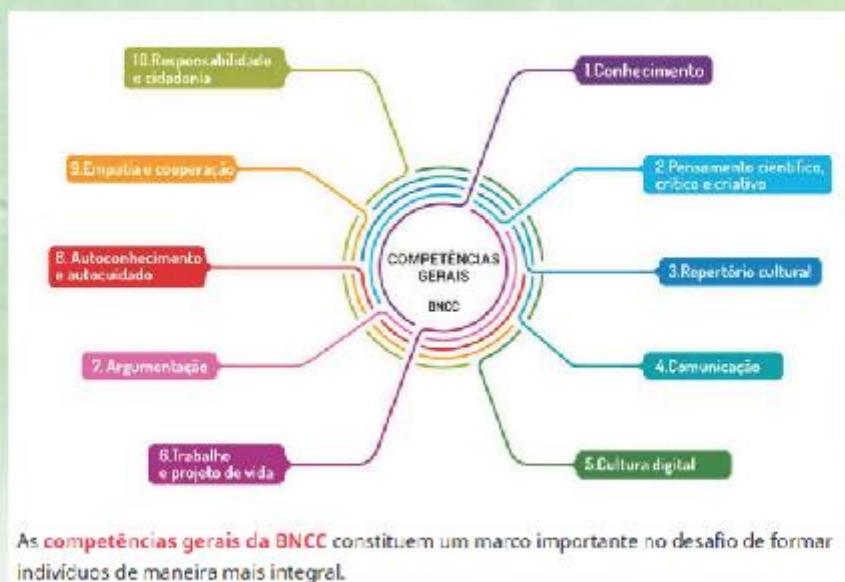 10.Responsabilidade
e cidadania
1.Conhecimento
9.Empatia e cooperação
2.Pensamento científico,
crítico e criativo
8. Autoconhecimento
e autocuidado
COMPETÊNCIAS
GERAIS
BNCC
3.Repertório cultural
7. Argumentação
4.Comunicação
6.Trabalho
e projeto de vida
5.Cultura digital
As competências gerais da BNCC constituem um marco importante no desafio de formar
indivíduos de maneira mais integral.